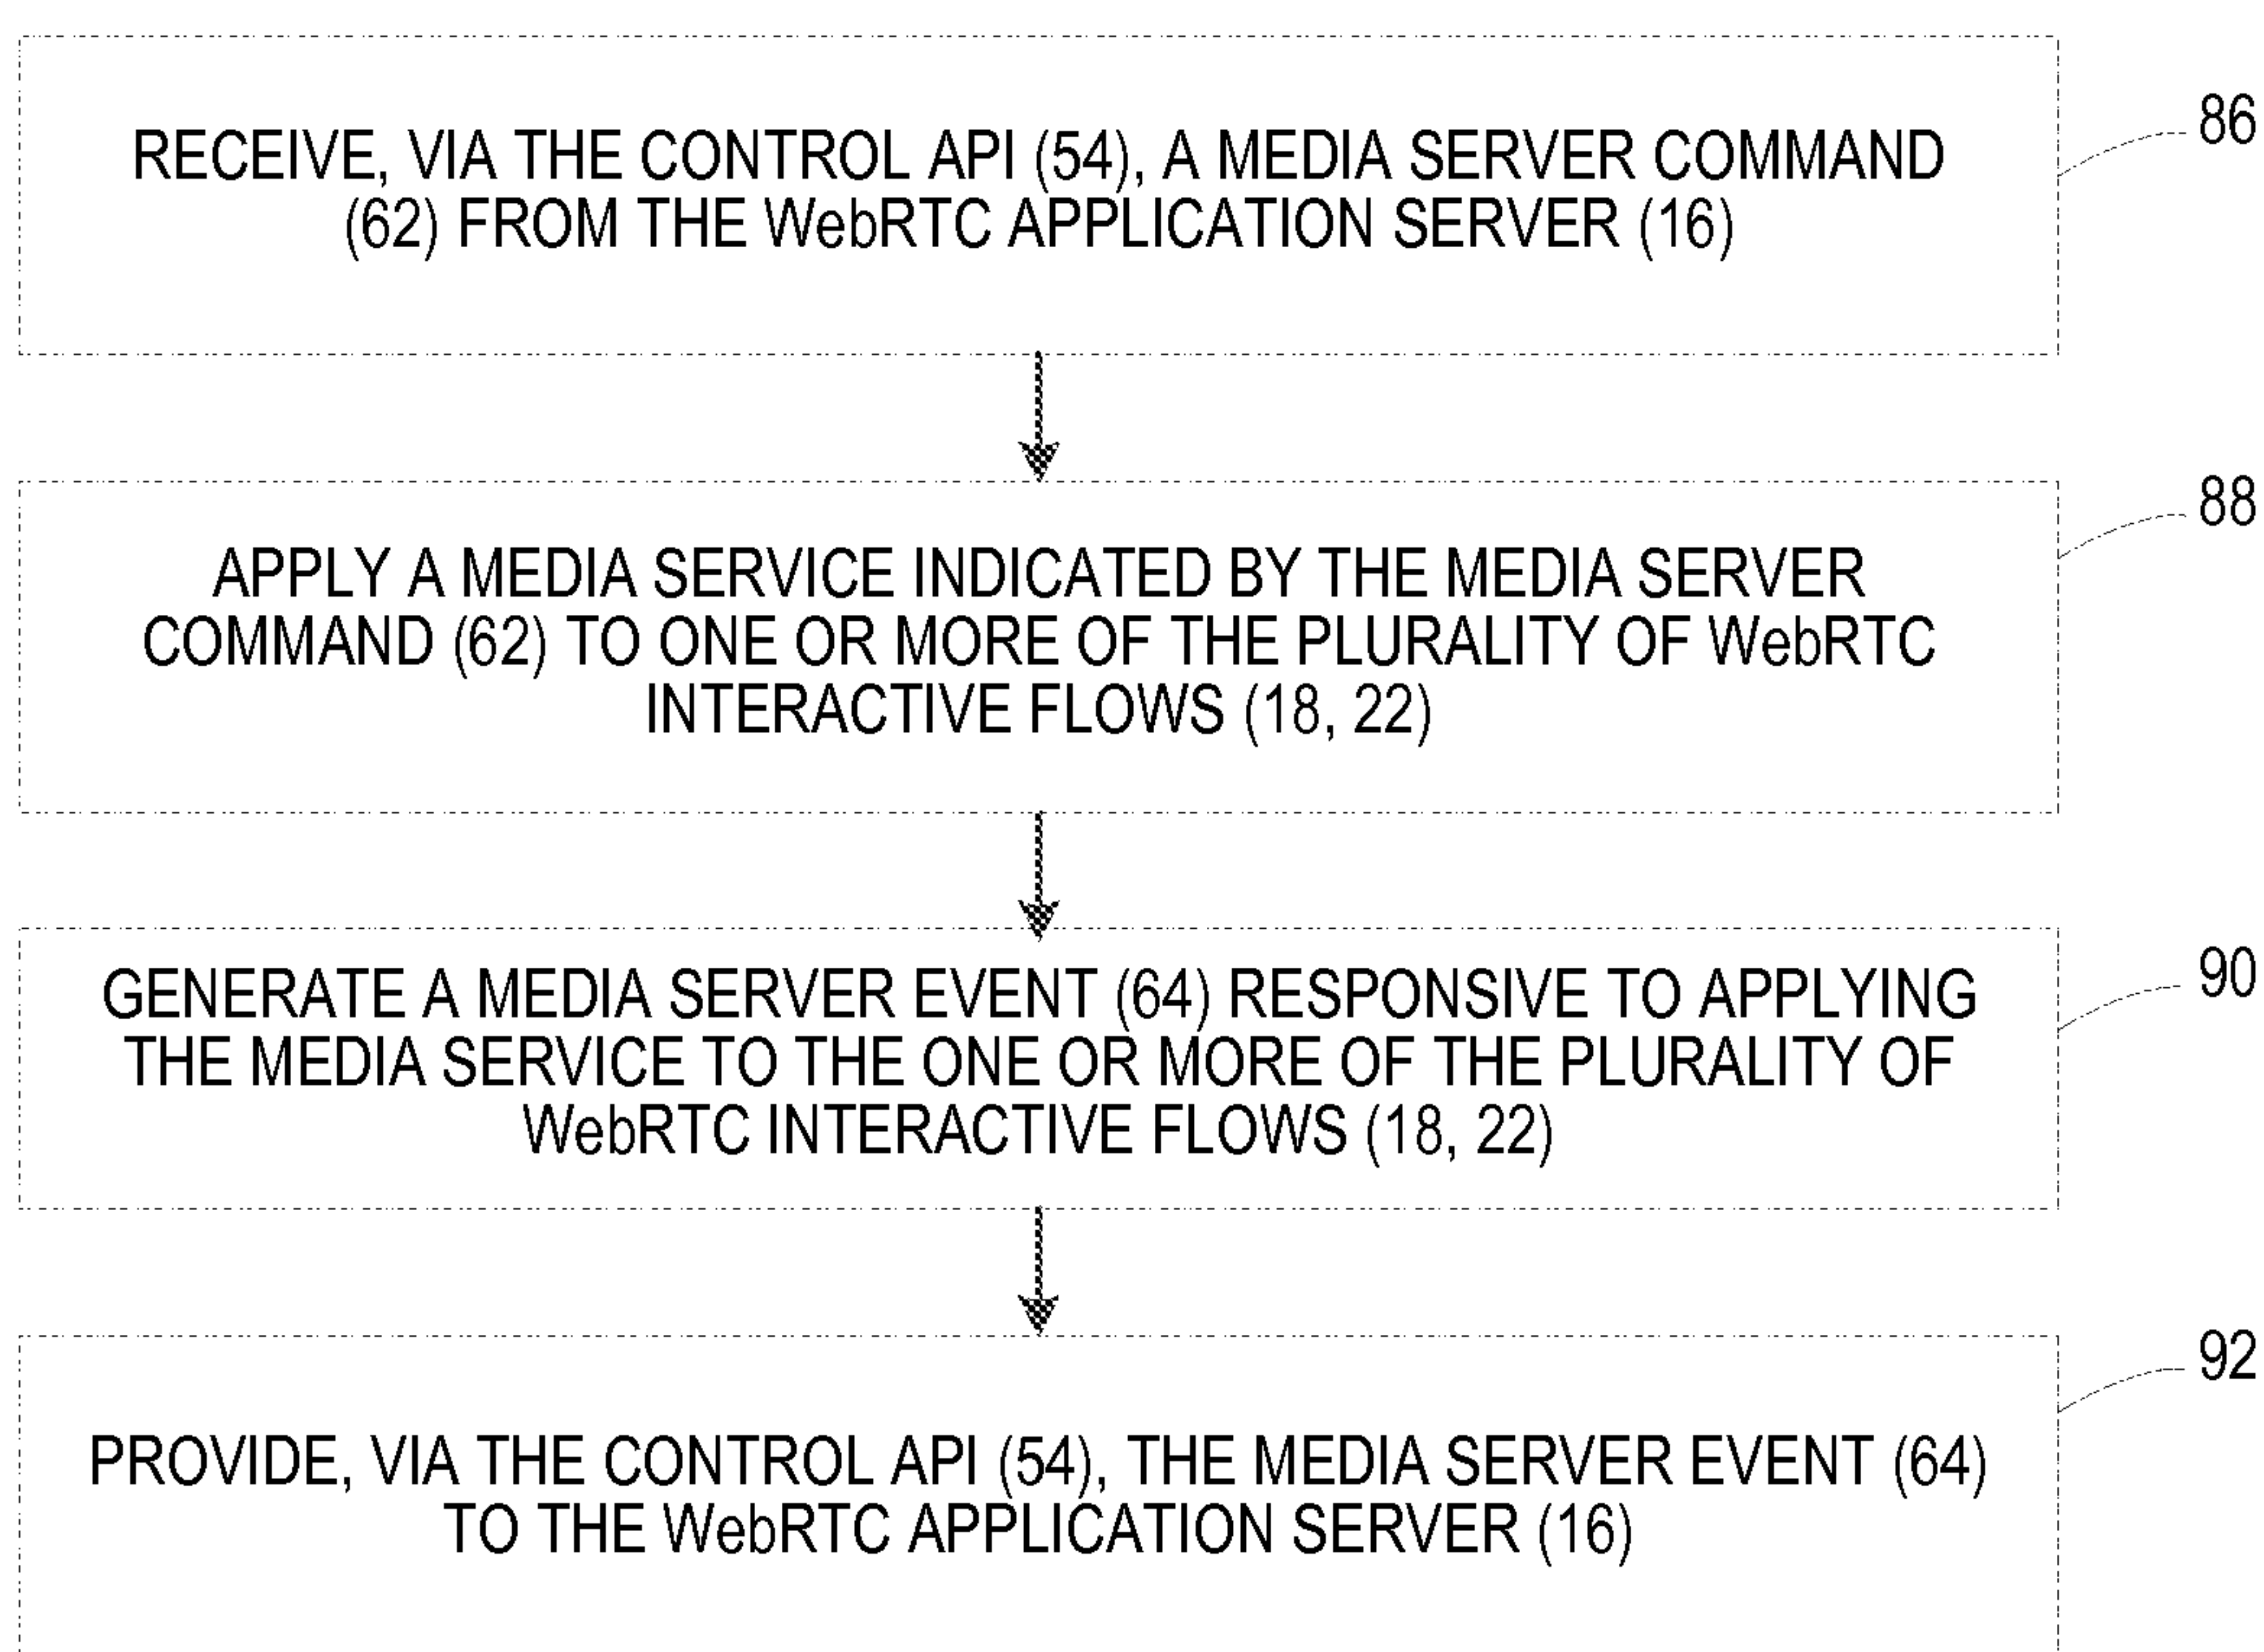 RECEIVE, VIA THE CONTROL API (54), A MEDIA SERVER COMMAND
(62) FROM THE WebRTC APPLICATION SERVER (16)
86
APPLY A MEDIA SERVICE INDICATED BY THE MEDIA SERVER
COMMAND (62) TO ONE OR MORE OF THE PLURALITY OF WebRTC
INTERACTIVE FLOWS (18, 22)
88
GENERATE A MEDIA SERVER EVENT (64) RESPONSIVE TO APPLYING
THE MEDIA SERVICE TO THE ONE OR MORE OF THE PLURALITY OF
WebRTC INTERACTIVE FLOWS (18, 22)
90
PROVIDE, VIA THE CONTROL API (54), THE MEDIA SERVER EVENT (64)
TO THE WebRTC APPLICATION SERVER (16)
92